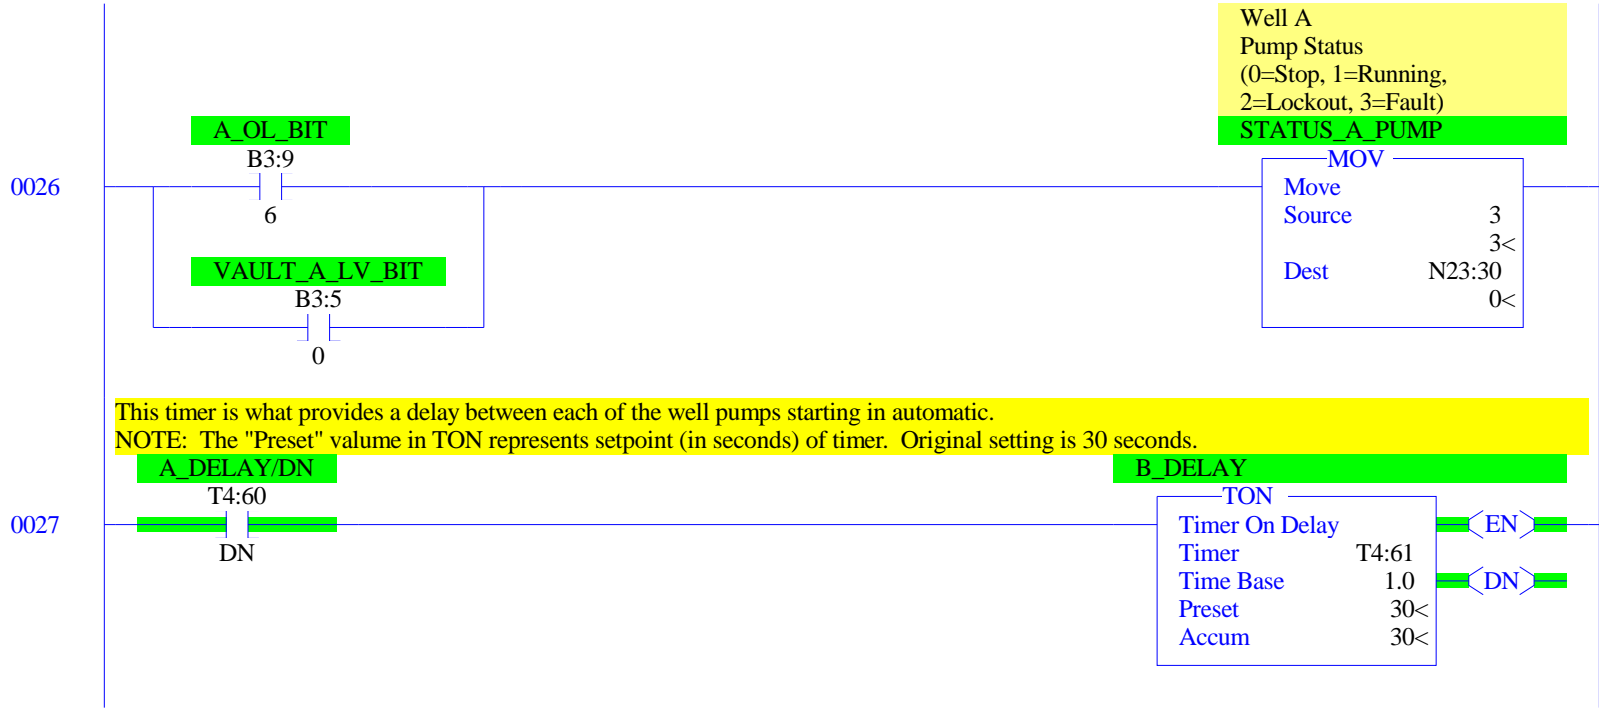 Well A
Pump Status
(0=Stop, 1=Running,
2=Lockout, 3=Fault)
A_OL_BIT
STATUS_A_PUMP
B3:9
MOV
0026
Move
6
Source 3
3<
VAULT_A_LV_BIT
Dest N23:30
B3:5
0<
0
This timer is what provides a delay between each of the well pumps starting in automatic.
NOTE:  The "Preset" valume in TON represents setpoint (in seconds) of timer.  Original setting is 30 seconds.
A_DELAY/DN
B_DELAY
T4:60
TON
0027
Timer On Delay
EN
DN
Timer T4:61
Time Base 1.0
DN
Preset 30<
Accum 30<